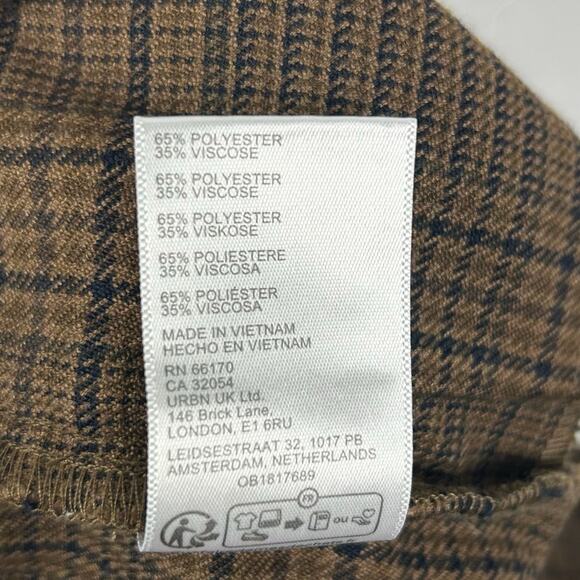 65% POLYESTER
35% VISCOSE
65% POLYESTER
35% VISCOSE
65% POLYESTER
35% VISKOSE
65% POLIESTERE
35% VISCOSA
65% POLIÉSTER
35% VISCOSA
MADE IN VIETNAM
HECHO EN VIETNAM
RN 66170
CA 32054
URBN UK Ltd.
146 Brick Lane,
LONDON, E1 6RU
LEIDSESTRAAT 32, 1017 PB
AMSTERDAM, NETHERLANDS
OB1817689
FR
ou